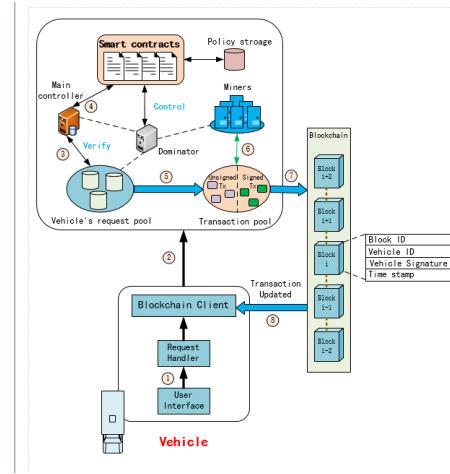 Smart contracts
Policy stroage
Main
controller
4
Control
Miners
Verify
3
Dominator
6
Blockchain
Block
i-2
5
Unsigned
Signed
Tx
Tx
7
Vehicle's request pool
Transaction pool
Block
i+1
Block
i
Block ID
Vehicle ID
Vehicle Signature
Time stamp
2
Transaction
Updated
Blockchain Client
8
Block
i-1
Request
Handler
Block
i-2
1
User
Interface
Vehicle